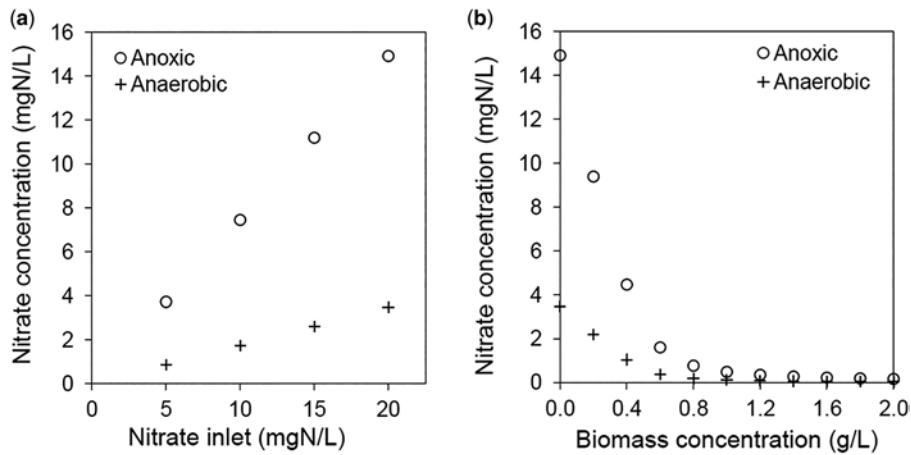 (a)
Nitrate concentration (mgN/L)
16
14
12
10
8
6
4
2
0
Anoxic
Anaerobic
0 5 10 15 20
Nitrate inlet (mgN/L)
(b)
Nitrate concentration (mgN/L)
16
14
12
10
8
6
4
2
0
Anoxic
Anaerobic
0.0 0.4 0.8 1.2 1.6 2.0
Biomass concentration (g/L)